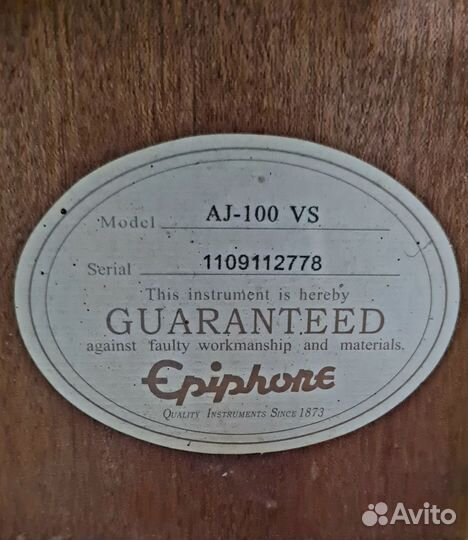 Model AJ-100 VS
Serial 1109112778
This instrument is hereby
GUARANTEED
against faulty workmanship and materials.
Epiphone
QUALITY INSTRUMENTS SINCE 1873
Avito